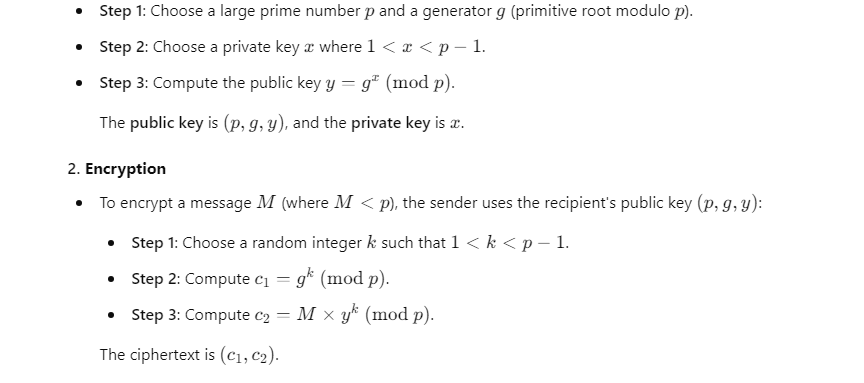 • Step 1: Choose a large prime number p and a generator g (primitive root modulo p).
• Step 2: Choose a private key x where 1 < x < p − 1.
• Step 3: Compute the public key y = gˣ (mod p).
The public key is (p, g, y), and the private key is x.
2. Encryption
• To encrypt a message M (where M < p), the sender uses the recipient's public key (p, g, y):
• Step 1: Choose a random integer k such that 1 < k < p − 1.
• Step 2: Compute c₁ = gᵏ (mod p).
• Step 3: Compute c₂ = M × yᵏ (mod p).
The ciphertext is (c₁, c₂).